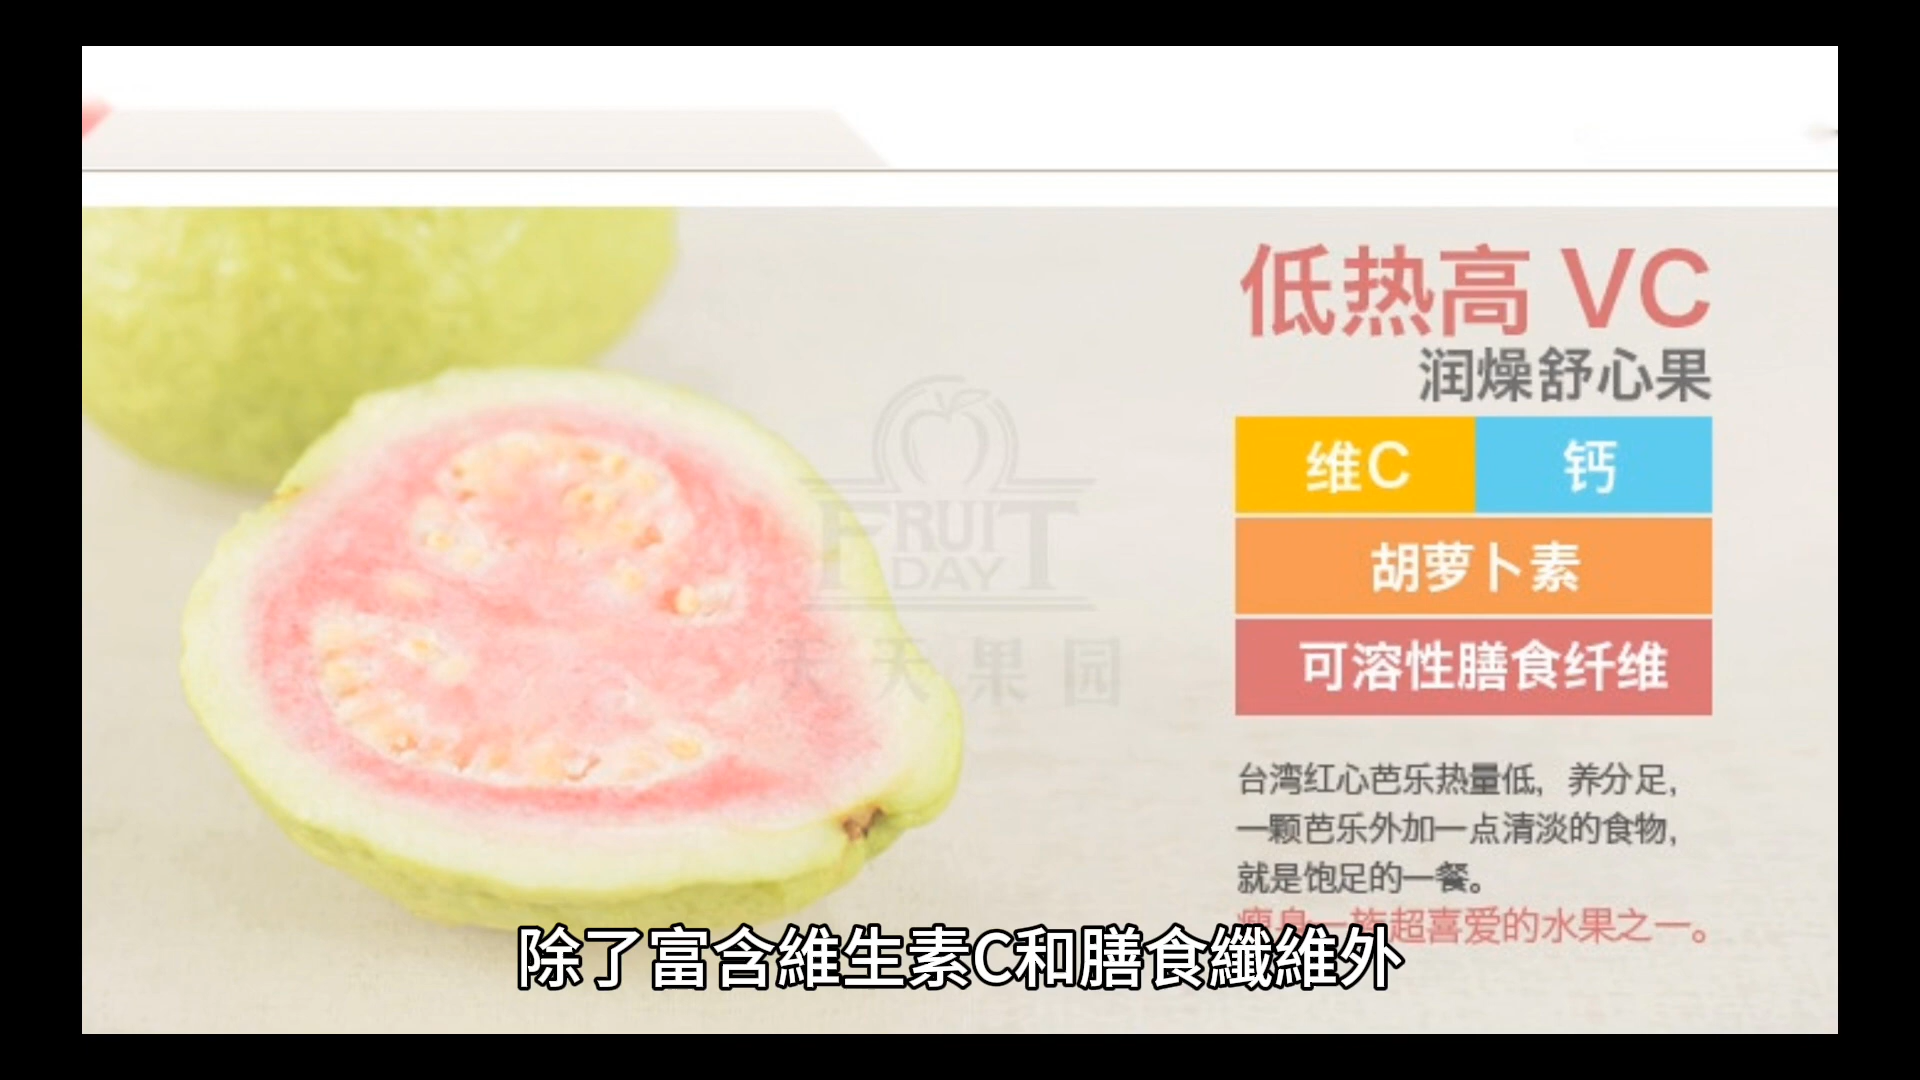 低热高 VC
润燥舒心果
维C 钙
胡萝卜素
可溶性膳食纤维
FRUIT
DAY
天天果园
台湾红心芭乐热量低，养分足，
一颗芭乐外加一点清淡的食物，
就是饱足的一餐。
瘦身一族超喜爱的水果之一。
除了富含維生素C和膳食纖維外